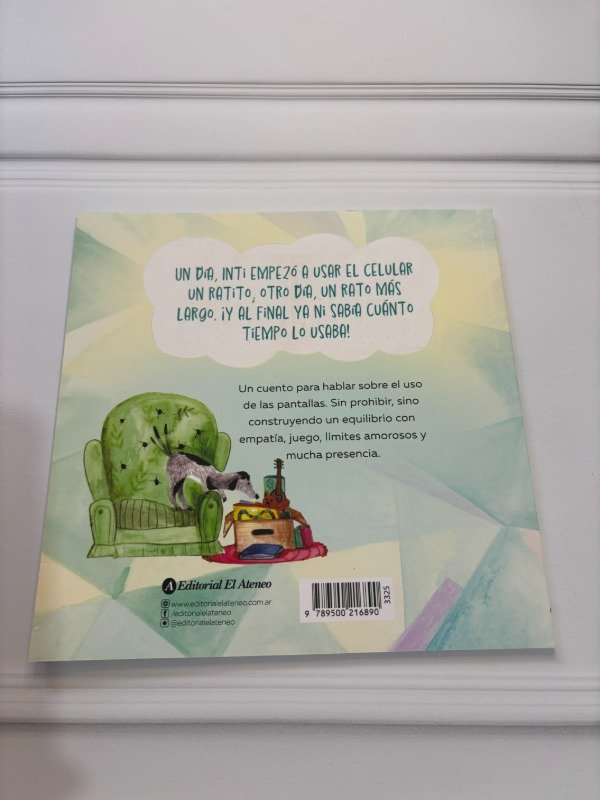 UN DÍA, INTI EMPEZÓ A USAR EL CELULAR
UN RATITO, OTRO DÍA, UN RATO MÁS
LARGO. ¡Y AL FINAL YA NI SABÍA CUÁNTO
TIEMPO LO USABA!
Un cuento para hablar sobre el uso
de las pantallas. Sin prohibir, sino
construyendo un equilibrio con
empatía, juego, límites amorosos y
mucha presencia.
A Editorial El Ateneo
www.editorialelateneo.com.ar
/editorialelateneo
@editorialelateneo
9 789500 216890
3325